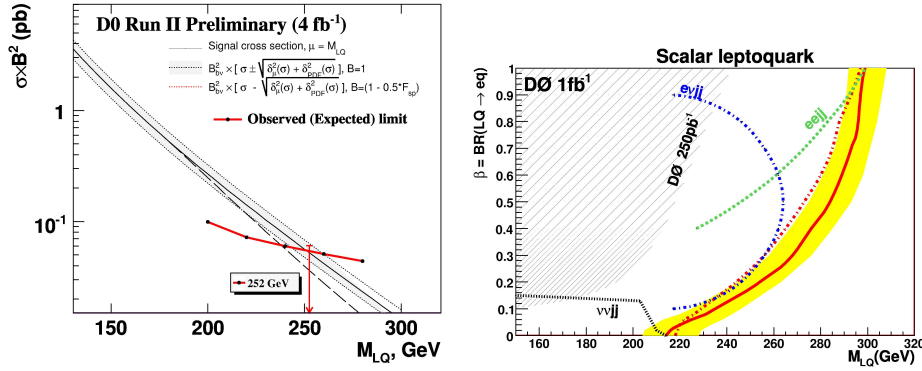 D0 Run II Preliminary (4 fb-1)
Signal cross section, μ = M_LQ
B²_bν × [ σ ± √(δ²_μ(σ) + δ²_PDF(σ)) ], B=1
B²_bν × [ σ - √(δ²_μ(σ) + δ²_PDF(σ)) ], B=(1 - 0.5*F_sp)
Observed (Expected) limit
σ×B² (pb)
1
10⁻¹
252 GeV
150 200 250 300
M_LQ, GeV
Scalar leptoquark
DØ 1fb-1
β = BR(LQ → eq)
1
0.9
0.8
0.7
0.6
0.5
0.4
0.3
0.2
0.1
0
eνjj
eejj
DØ 250pb-1
ννjj
160 180 200 220 240 260 280 300 320
M_LQ(GeV)